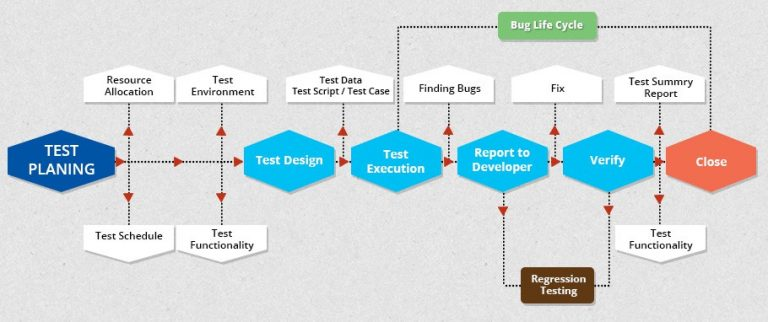 Bug Life Cycle
Resource
Allocation
Test
Environment
Test Data
Test Script / Test Case
Finding Bugs
Fix
Test Summry
Report
TEST
PLANING
Test Design
Test
Execution
Report to
Developer
Verify
Close
Test Schedule
Test
Functionality
Test
Functionality
Regression
Testing